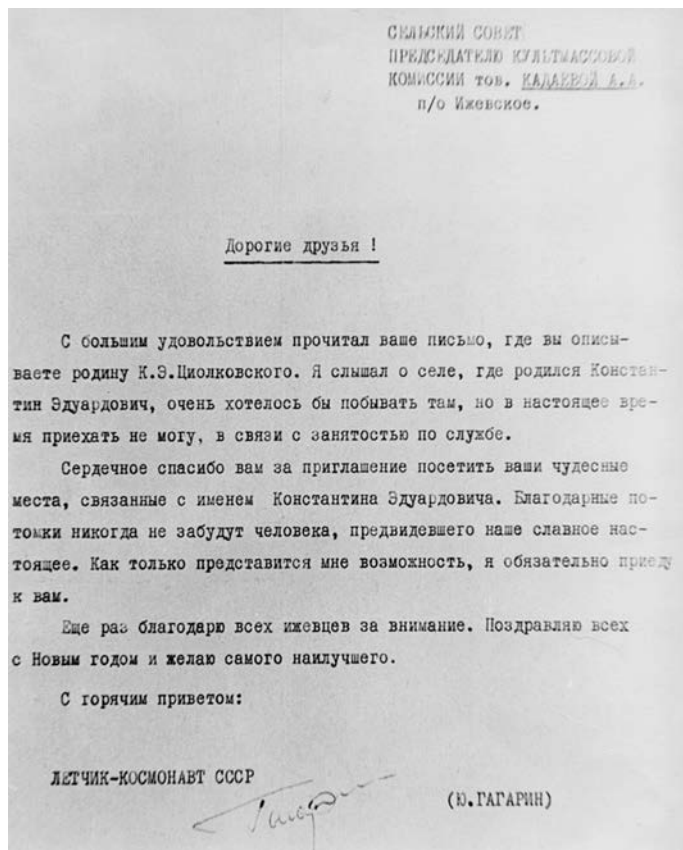 СЕЛЬСКИЙ СОВЕТ
ПРЕДСЕДАТЕЛЮ КУЛЬТМАССОВОЙ
КОМИССИИ тов. КАДАЕВОЙ А.А.
п/о Ижевское.
Дорогие друзья !
С большим удовольствием прочитал ваше письмо, где вы описы-
ваете родину К.Э.Циолковского. Я слышал о селе, где родился Констан-
тин Эдуардович, очень хотелось бы побывать там, но в настоящее вре-
мя приехать не могу, в связи с занятостью по службе.
Сердечное спасибо вам за приглашение посетить ваши чудесные
места, связанные с именем Константина Эдуардовича. Благодарные по-
томки никогда не забудут человека, предвидевшего наше славное нас-
тоящее. Как только представится мне возможность, я обязательно приеду
к вам.
Еще раз благодарю всех ижевцев за внимание. Поздравляю всех
с Новым годом и желаю самого наилучшего.
С горячим приветом:
ЛЕТЧИК-КОСМОНАВТ СССР
(Ю.ГАГАРИН)